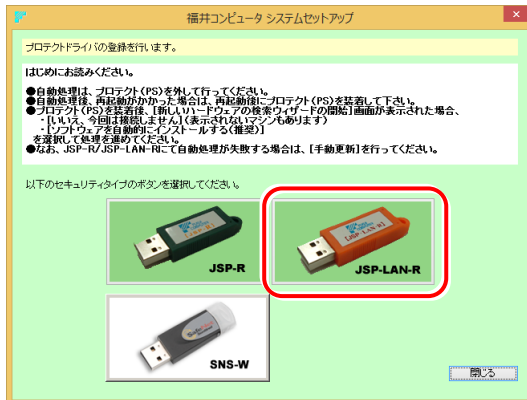 福井コンピュータ システムセットアップ
プロテクトドライバの登録を行います。
はじめにお読みください。
●自動処理は、プロテクト(PS)を外して行ってください。
●自動処理後、再起動がかかった場合は、再起動後にプロテクト(PS)を装着して下さい。
●プロテクト(PS)を装着後、[新しいハードウェアの検索ウィザードの開始]画面が表示された場合、
・[いいえ、今回は接続しません](表示されないマシンもあります)
・[ソフトウェアを自動的にインストールする(推奨)]
を選択して処理を進めてください。
●なお、JSP-R/JSP-LAN-Rにて自動処理が失敗する場合は、[手動更新]を行ってください。
以下のセキュリティタイプのボタンを選択してください。
JSP-R
[JSP-LAN-R]
JSP-LAN-R
SNS-W
閉じる